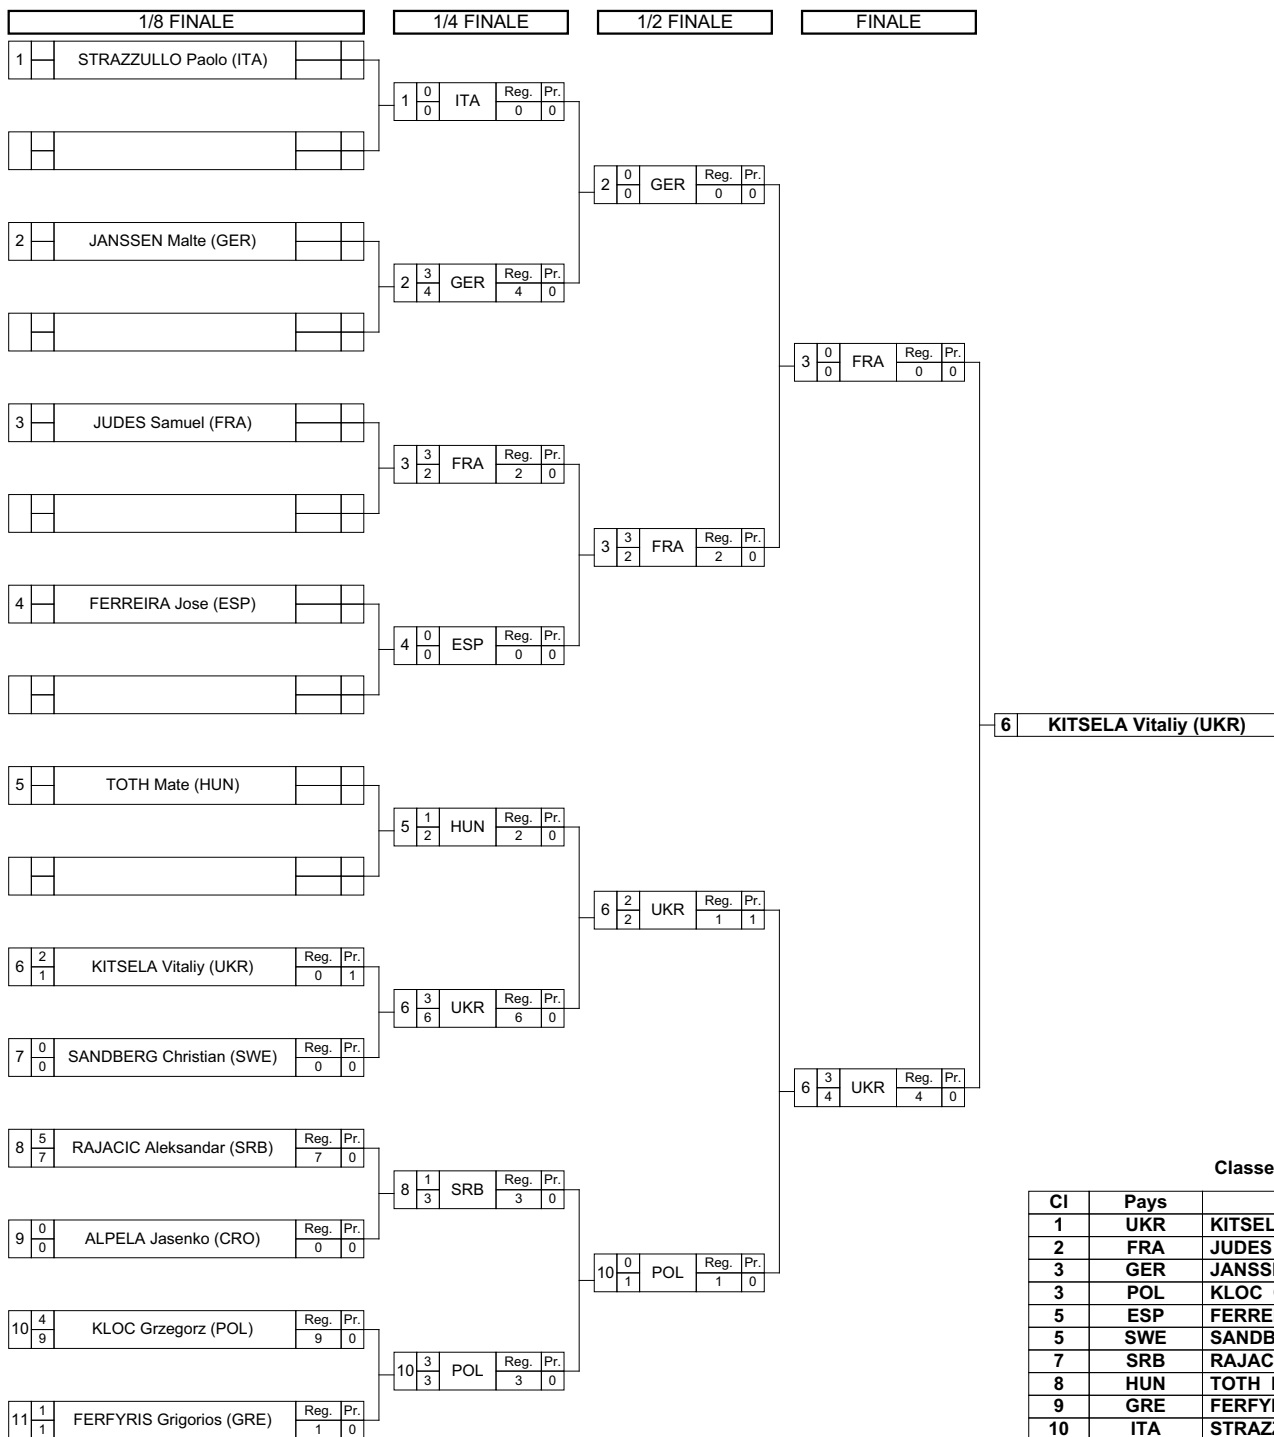 1/8 FINALE 1/4 FINALE 1/2 FINALE FINALE
1 STRAZZULLO Paolo (ITA)
1 0 0 ITA Reg. Pr. 0 0
2 0 0 GER Reg. Pr. 0 0
2 JANSSEN Malte (GER)
2 3 4 GER Reg. Pr. 4 0
3 0 0 FRA Reg. Pr. 0 0
3 JUDES Samuel (FRA)
3 3 2 FRA Reg. Pr. 2 0
3 3 2 FRA Reg. Pr. 2 0
4 FERREIRA Jose (ESP)
4 0 0 ESP Reg. Pr. 0 0
6 KITSELA Vitaliy (UKR)
5 TOTH Mate (HUN)
5 1 2 HUN Reg. Pr. 2 0
6 2 2 UKR Reg. Pr. 1 1
6 2 1 KITSELA Vitaliy (UKR) Reg. Pr. 0 1
6 3 6 UKR Reg. Pr. 6 0
7 0 0 SANDBERG Christian (SWE) Reg. Pr. 0 0
6 3 4 UKR Reg. Pr. 4 0
8 5 7 RAJACIC Aleksandar (SRB) Reg. Pr. 7 0
8 1 3 SRB Reg. Pr. 3 0
9 0 0 ALPELA Jasenko (CRO) Reg. Pr. 0 0
10 0 1 POL Reg. Pr. 1 0
10 4 9 KLOC Grzegorz (POL) Reg. Pr. 9 0
10 3 3 POL Reg. Pr. 3 0
11 1 1 FERFYRIS Grigorios (GRE) Reg. Pr. 1 0
Classe
Cl Pays
1 UKR KITSEL
2 FRA JUDES
3 GER JANSS
3 POL KLOC
5 ESP FERRE
5 SWE SANDB
7 SRB RAJAC
8 HUN TOTH
9 GRE FERFY
10 ITA STRAZ